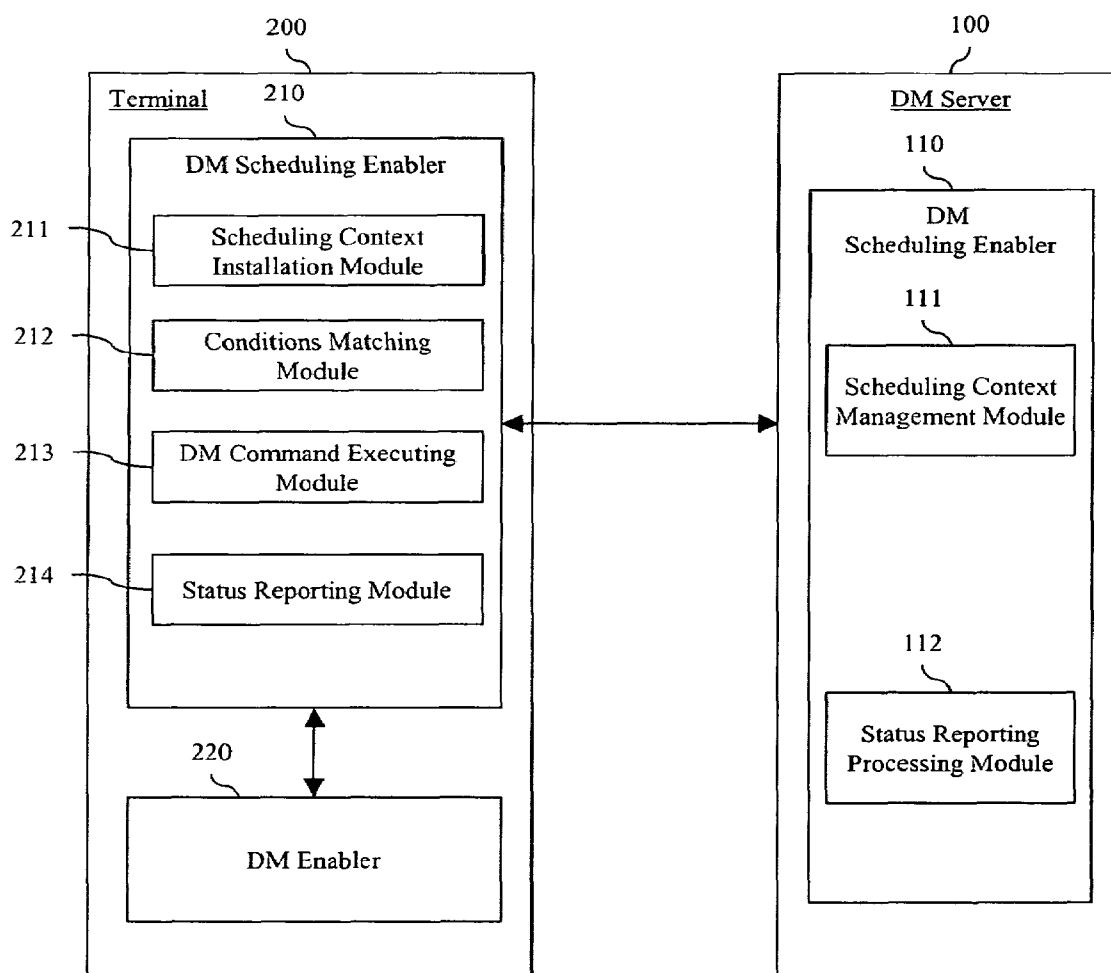 200
Terminal
210
DM Scheduling Enabler
211
Scheduling Context
Installation Module
212
Conditions Matching
Module
213
DM Command Executing
Module
214
Status Reporting Module
220
DM Enabler
100
DM Server
110
DM
Scheduling Enabler
111
Scheduling Context
Management Module
112
Status Reporting
Processing Module